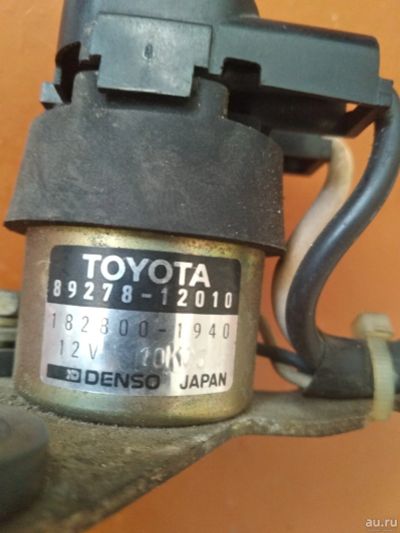 TOYOTA
89278-12010
182800-1940
12V
DENSO JAPAN
au.ru